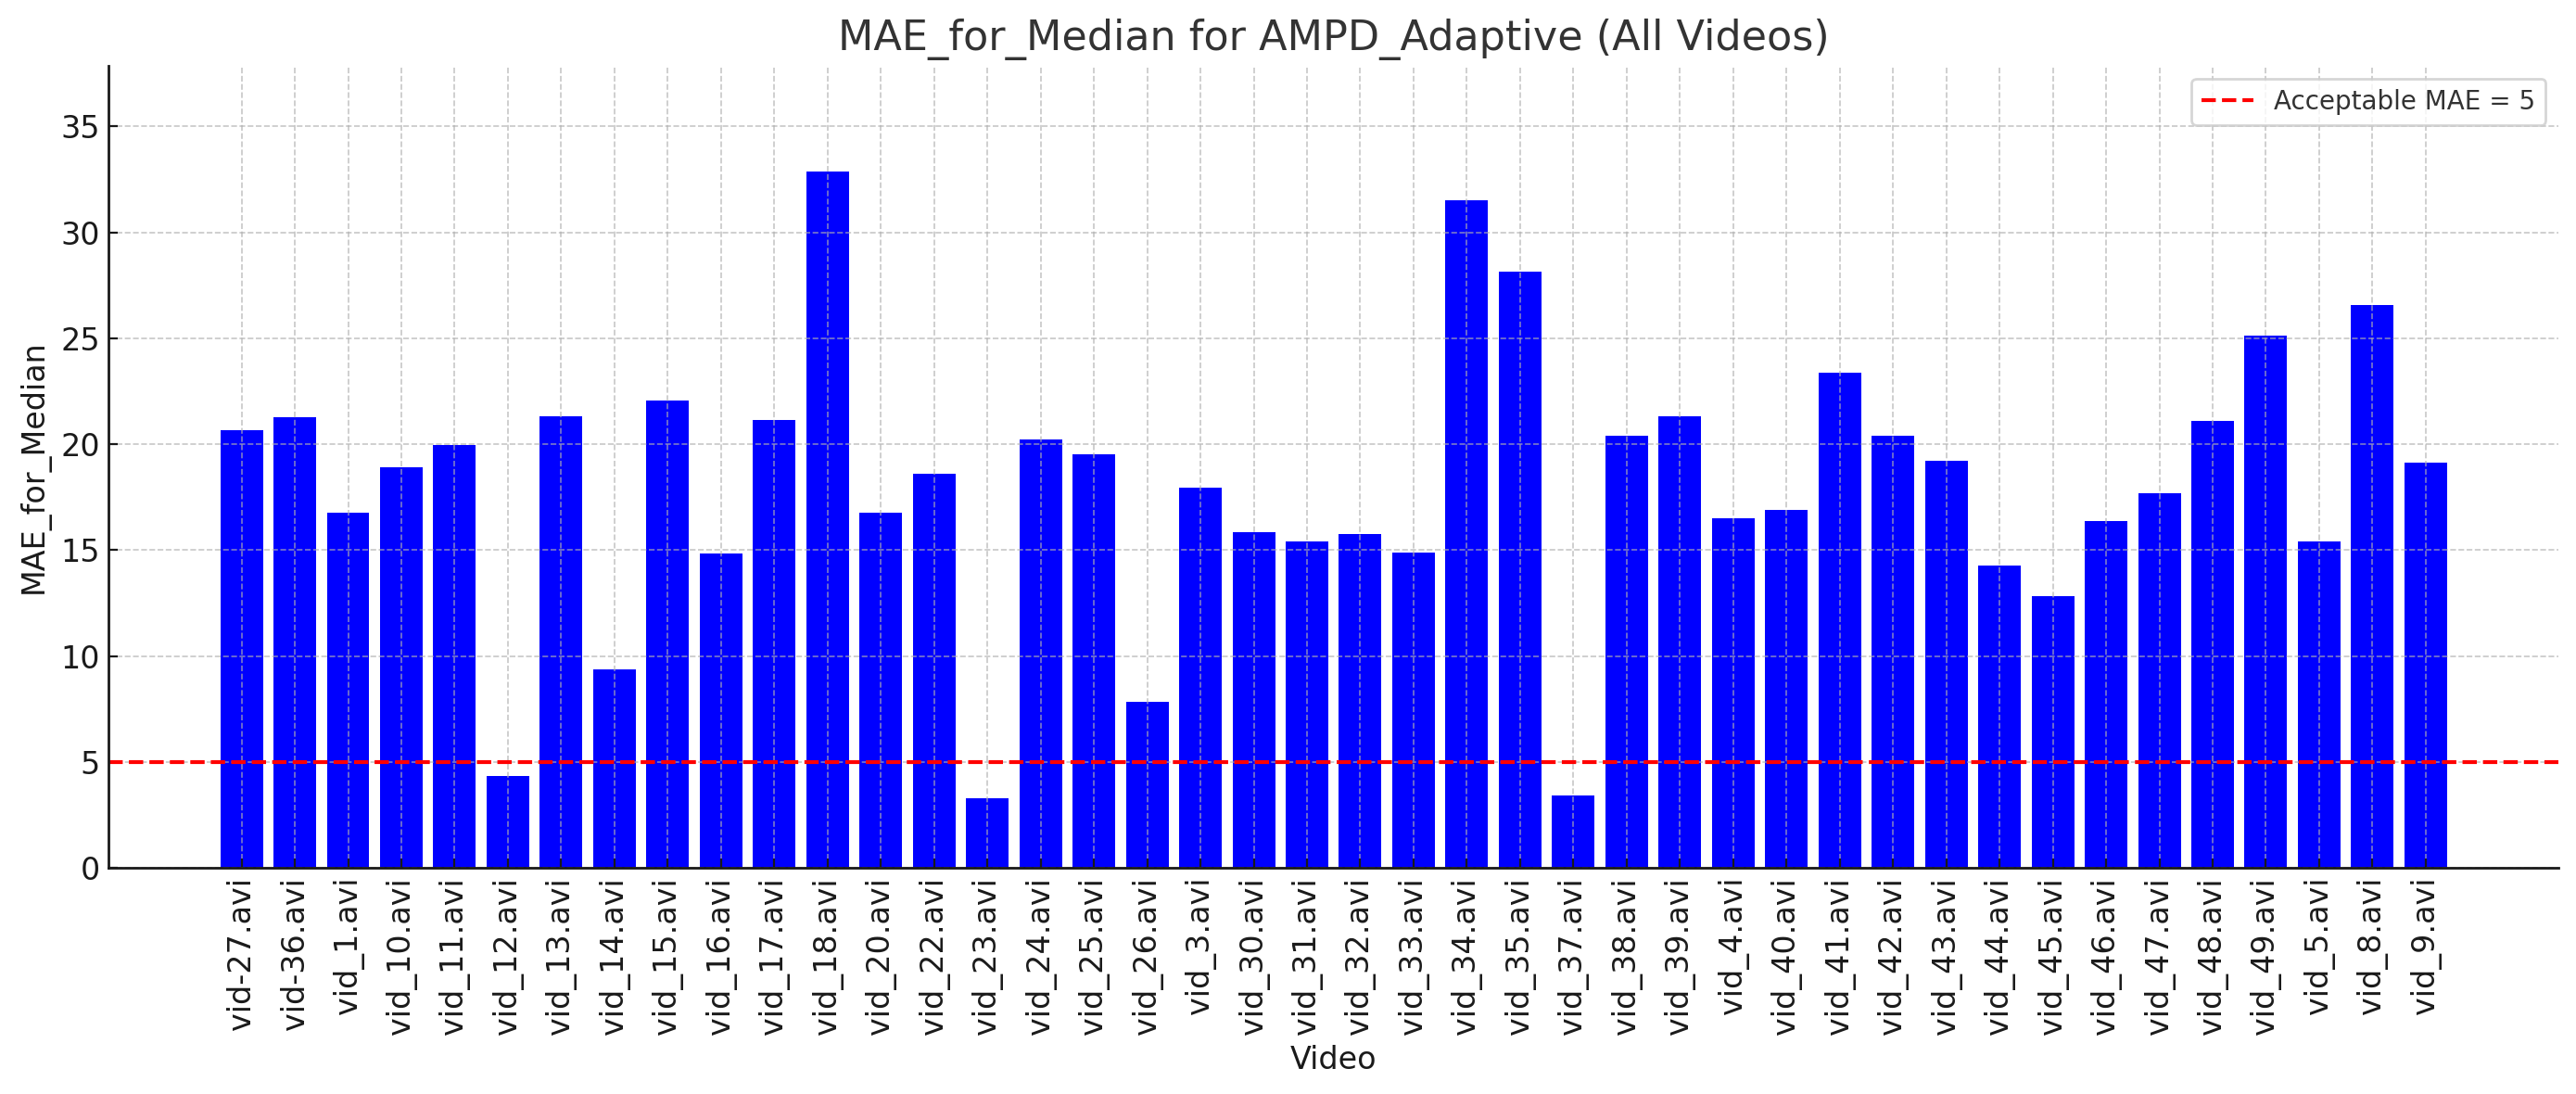 MAE_for_Median for AMPD_Adaptive (All Videos)
Acceptable MAE = 5
MAE_for_Median
35
30
25
20
15
10
5
0
vid-27.avi
vid-36.avi
vid_1.avi
vid_10.avi
vid_11.avi
vid_12.avi
vid_13.avi
vid_14.avi
vid_15.avi
vid_16.avi
vid_17.avi
vid_18.avi
vid_20.avi
vid_22.avi
vid_23.avi
vid_24.avi
vid_25.avi
vid_26.avi
vid_3.avi
vid_30.avi
vid_31.avi
vid_32.avi
vid_33.avi
vid_34.avi
vid_35.avi
vid_37.avi
vid_38.avi
vid_39.avi
vid_4.avi
vid_40.avi
vid_41.avi
vid_42.avi
vid_43.avi
vid_44.avi
vid_45.avi
vid_46.avi
vid_47.avi
vid_48.avi
vid_49.avi
vid_5.avi
vid_8.avi
vid_9.avi
Video